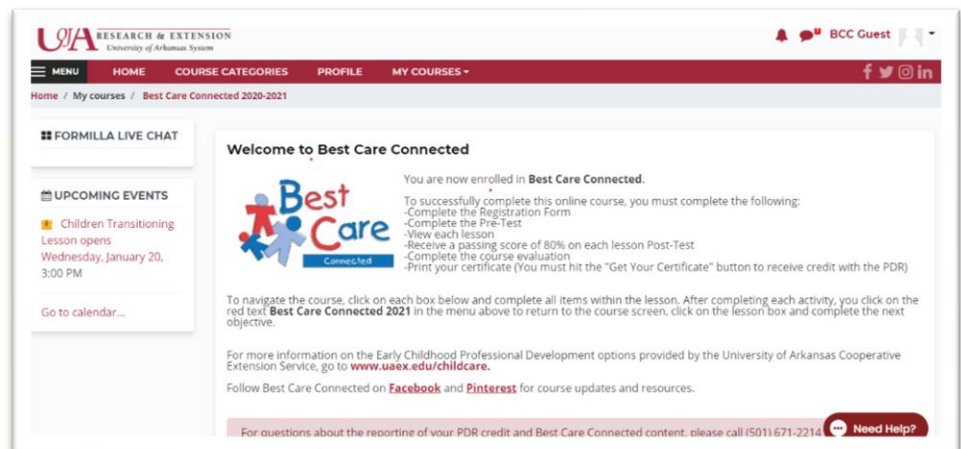 UA RESEARCH & EXTENSION
University of Arkansas System
BCC Guest
MENU HOME COURSE CATEGORIES PROFILE MY COURSES
Home / My courses / Best Care Connected 2020-2021
FORMILLA LIVE CHAT
UPCOMING EVENTS
Children Transitioning
Lesson opens
Wednesday, January 20,
3:00 PM
Go to calendar...
Welcome to Best Care Connected
Best
Care
Connected
You are now enrolled in Best Care Connected.
To successfully complete this online course, you must complete the following:
-Complete the Registration Form
-Complete the Pre-Test
-View each lesson
-Receive a passing score of 80% on each lesson Post-Test
-Complete the course evaluation
-Print your certificate (You must hit the "Get Your Certificate" button to receive credit with the PDR)
To navigate the course, click on each box below and complete all items within the lesson. After completing each activity, you click on the
red text Best Care Connected 2021 in the menu above to return to the course screen, click on the lesson box and complete the next
objective.
For more information on the Early Childhood Professional Development options provided by the University of Arkansas Cooperative
Extension Service, go to www.uaex.edu/childcare.
Follow Best Care Connected on Facebook and Pinterest for course updates and resources.
For questions about the reporting of your PDR credit and Best Care Connected content, please call (501) 671-2214
Need Help?